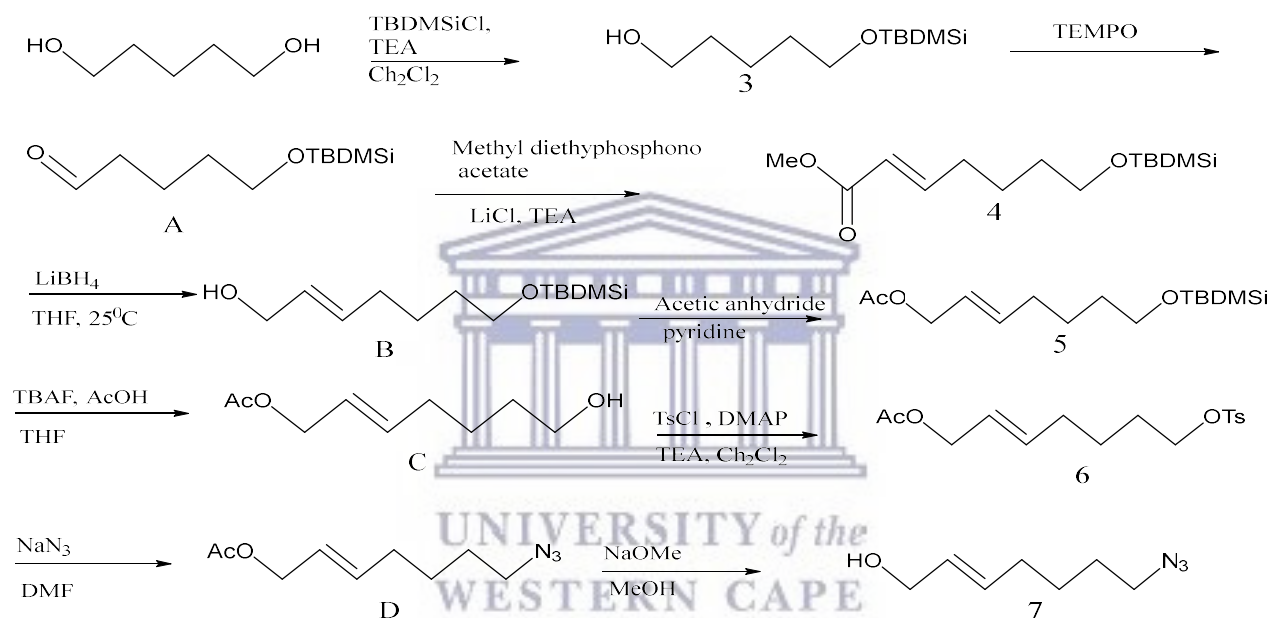 HO OH
TBDMSiCl,
TEA
Ch2Cl2
HO OTBDMSi
3
TEMPO
O OTBDMSi
A
Methyl diethyphosphono
acetate
LiCl, TEA
MeO OTBDMSi
O
4
LiBH4
THF, 25⁰C
HO OTBDMSi
B
Acetic anhydride
pyridine
AcO OTBDMSi
5
TBAF, AcOH
THF
AcO OH
C
TsCl , DMAP
TEA, Ch2Cl2
AcO OTs
6
UNIVERSITY of the
WESTERN CAPE
NaN3
DMF
AcO N3
D
NaOMe
MeOH
HO N3
7